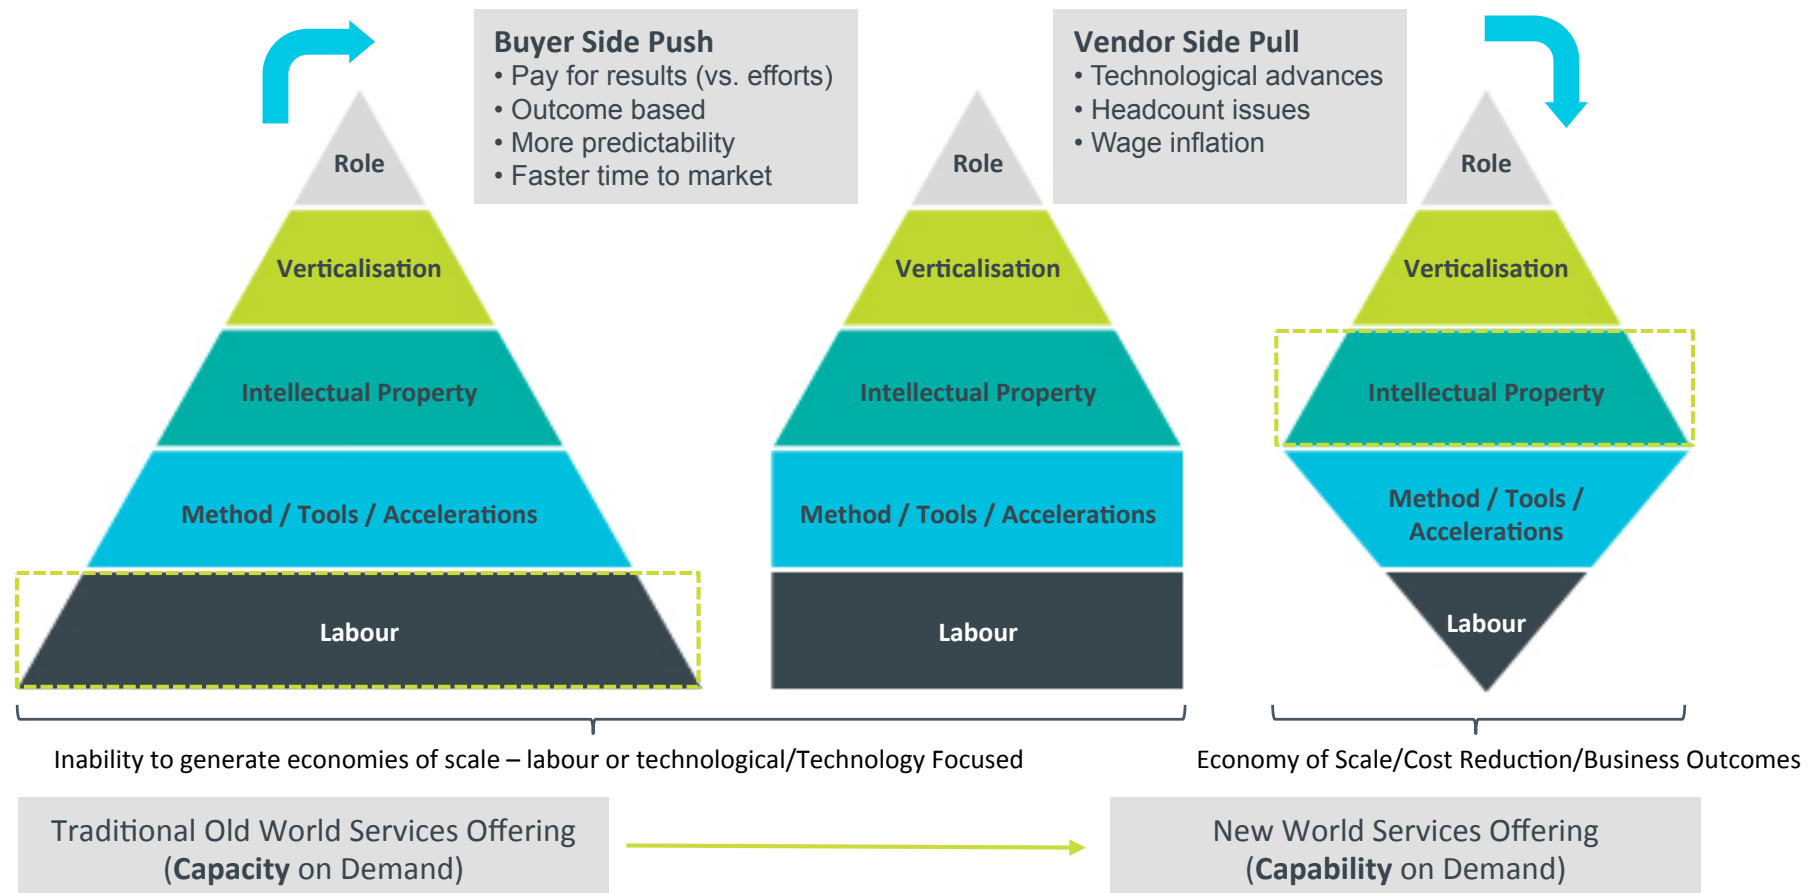 Buyer Side Push
• Pay for results (vs. efforts)
• Outcome based
• More predictability
• Faster time to market
Vendor Side Pull
• Technological advances
• Headcount issues
• Wage inflation
Role
Verticalisation
Intellectual Property
Method / Tools / Accelerations
Labour
Role
Verticalisation
Intellectual Property
Method / Tools / Accelerations
Labour
Role
Verticalisation
Intellectual Property
Method / Tools /
Accelerations
Labour
Inability to generate economies of scale – labour or technological/Technology Focused
Economy of Scale/Cost Reduction/Business Outcomes
Traditional Old World Services Offering
(Capacity on Demand)
New World Services Offering
(Capability on Demand)